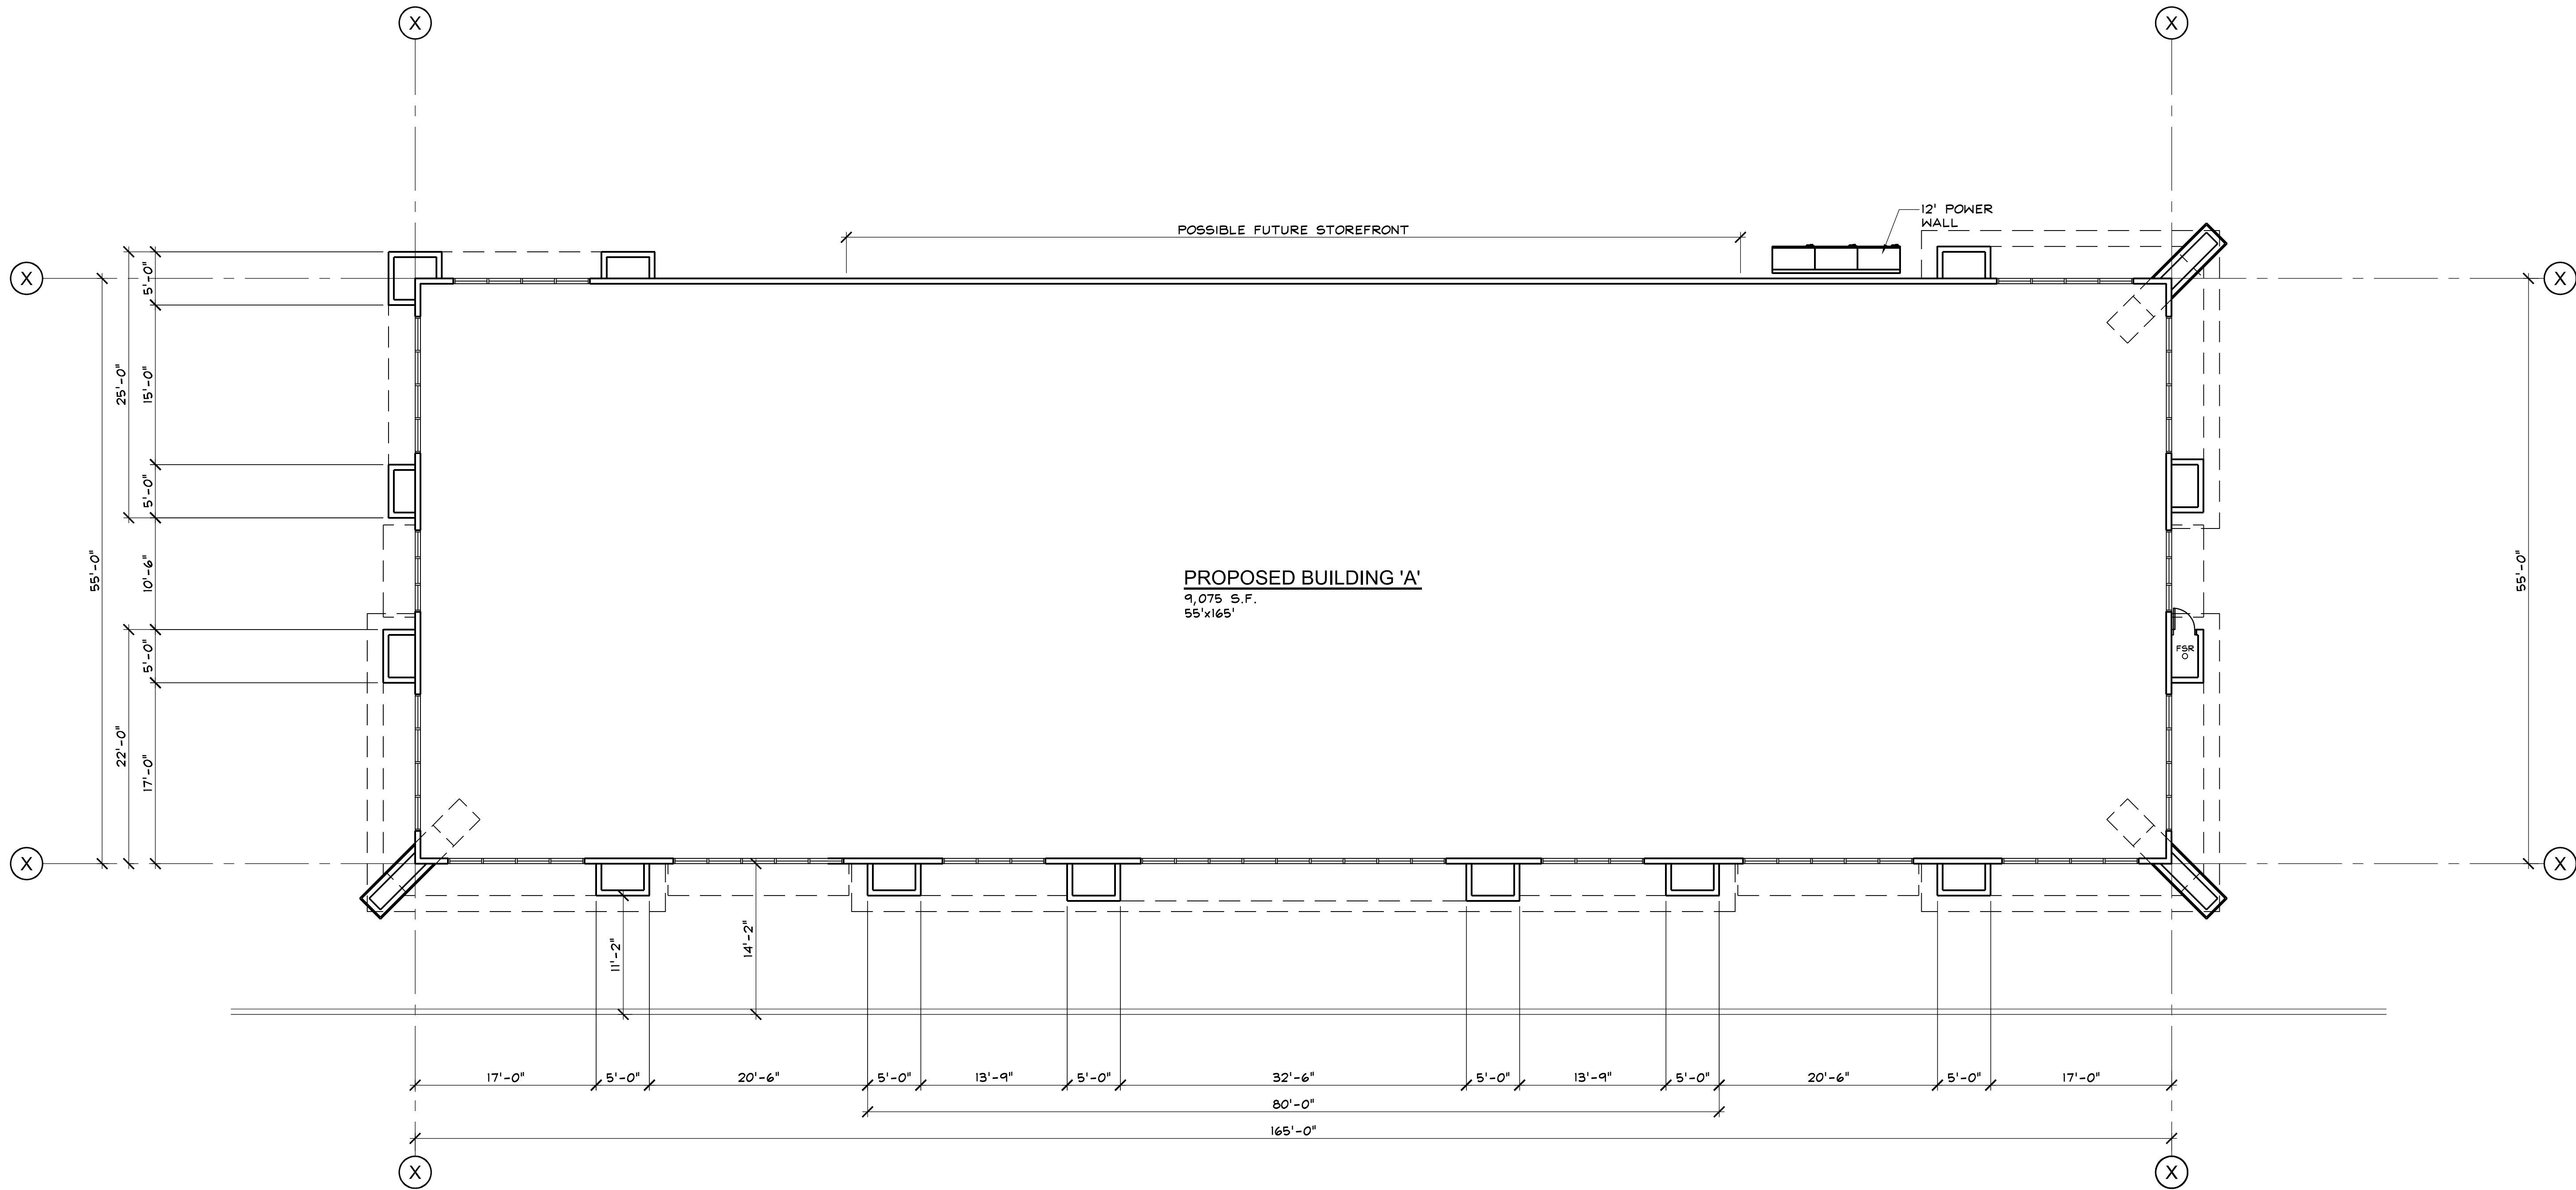 X
X
12' POWER
WALL
POSSIBLE FUTURE STOREFRONT
X
X
5'-0"
15'-0"
25'-0"
5'-0"
10'-6"
55'-0"
55'-0"
5'-0"
22'-0"
17'-0"
PROPOSED BUILDING 'A'
9,075 S.F.
55'x165'
FSR
X
X
11'-2"
14'-2"
17'-0"
5'-0"
20'-6"
5'-0"
13'-9"
5'-0"
32'-6"
5'-0"
13'-9"
5'-0"
20'-6"
5'-0"
17'-0"
80'-0"
165'-0"
X
X